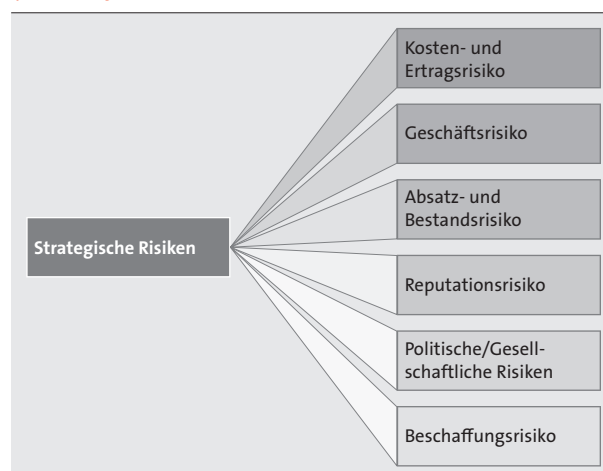 Kosten- und
Ertragsrisiko
Geschäftsrisiko
Absatz- und
Bestandsrisiko
Strategische Risiken
Reputationsrisiko
Politische/Gesell-
schaftliche Risiken
Beschaffungsrisiko